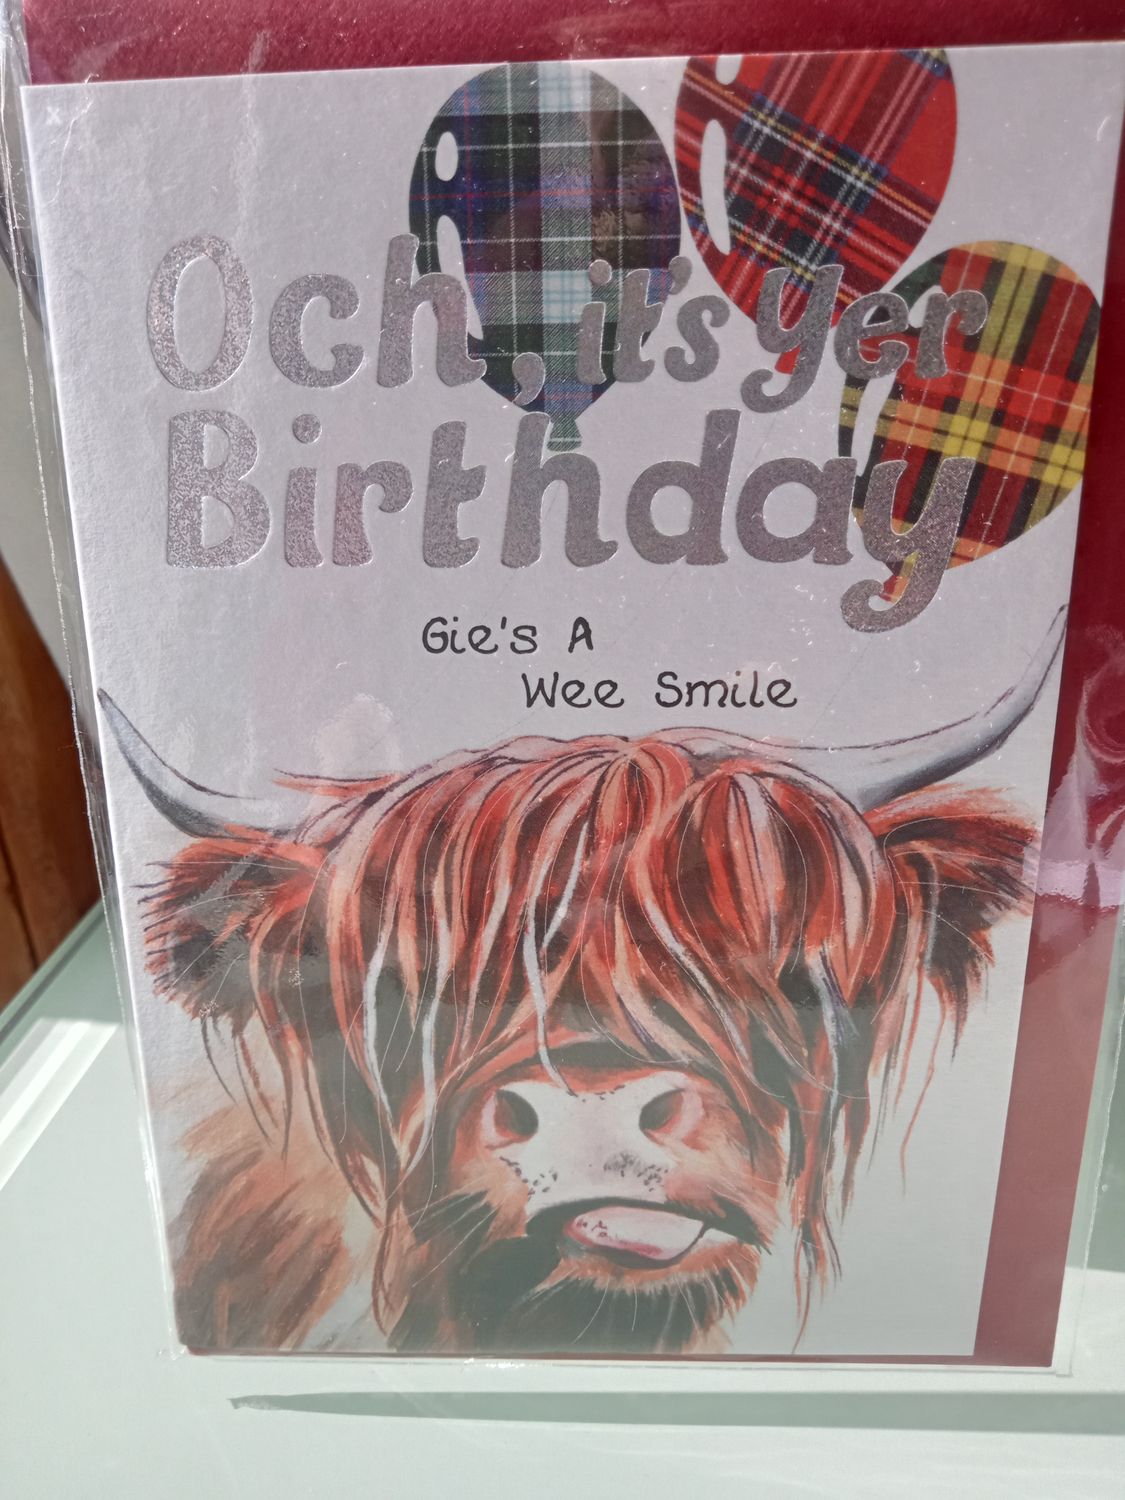 Och, it's yer
Birthday
Gie's A
Wee Smile